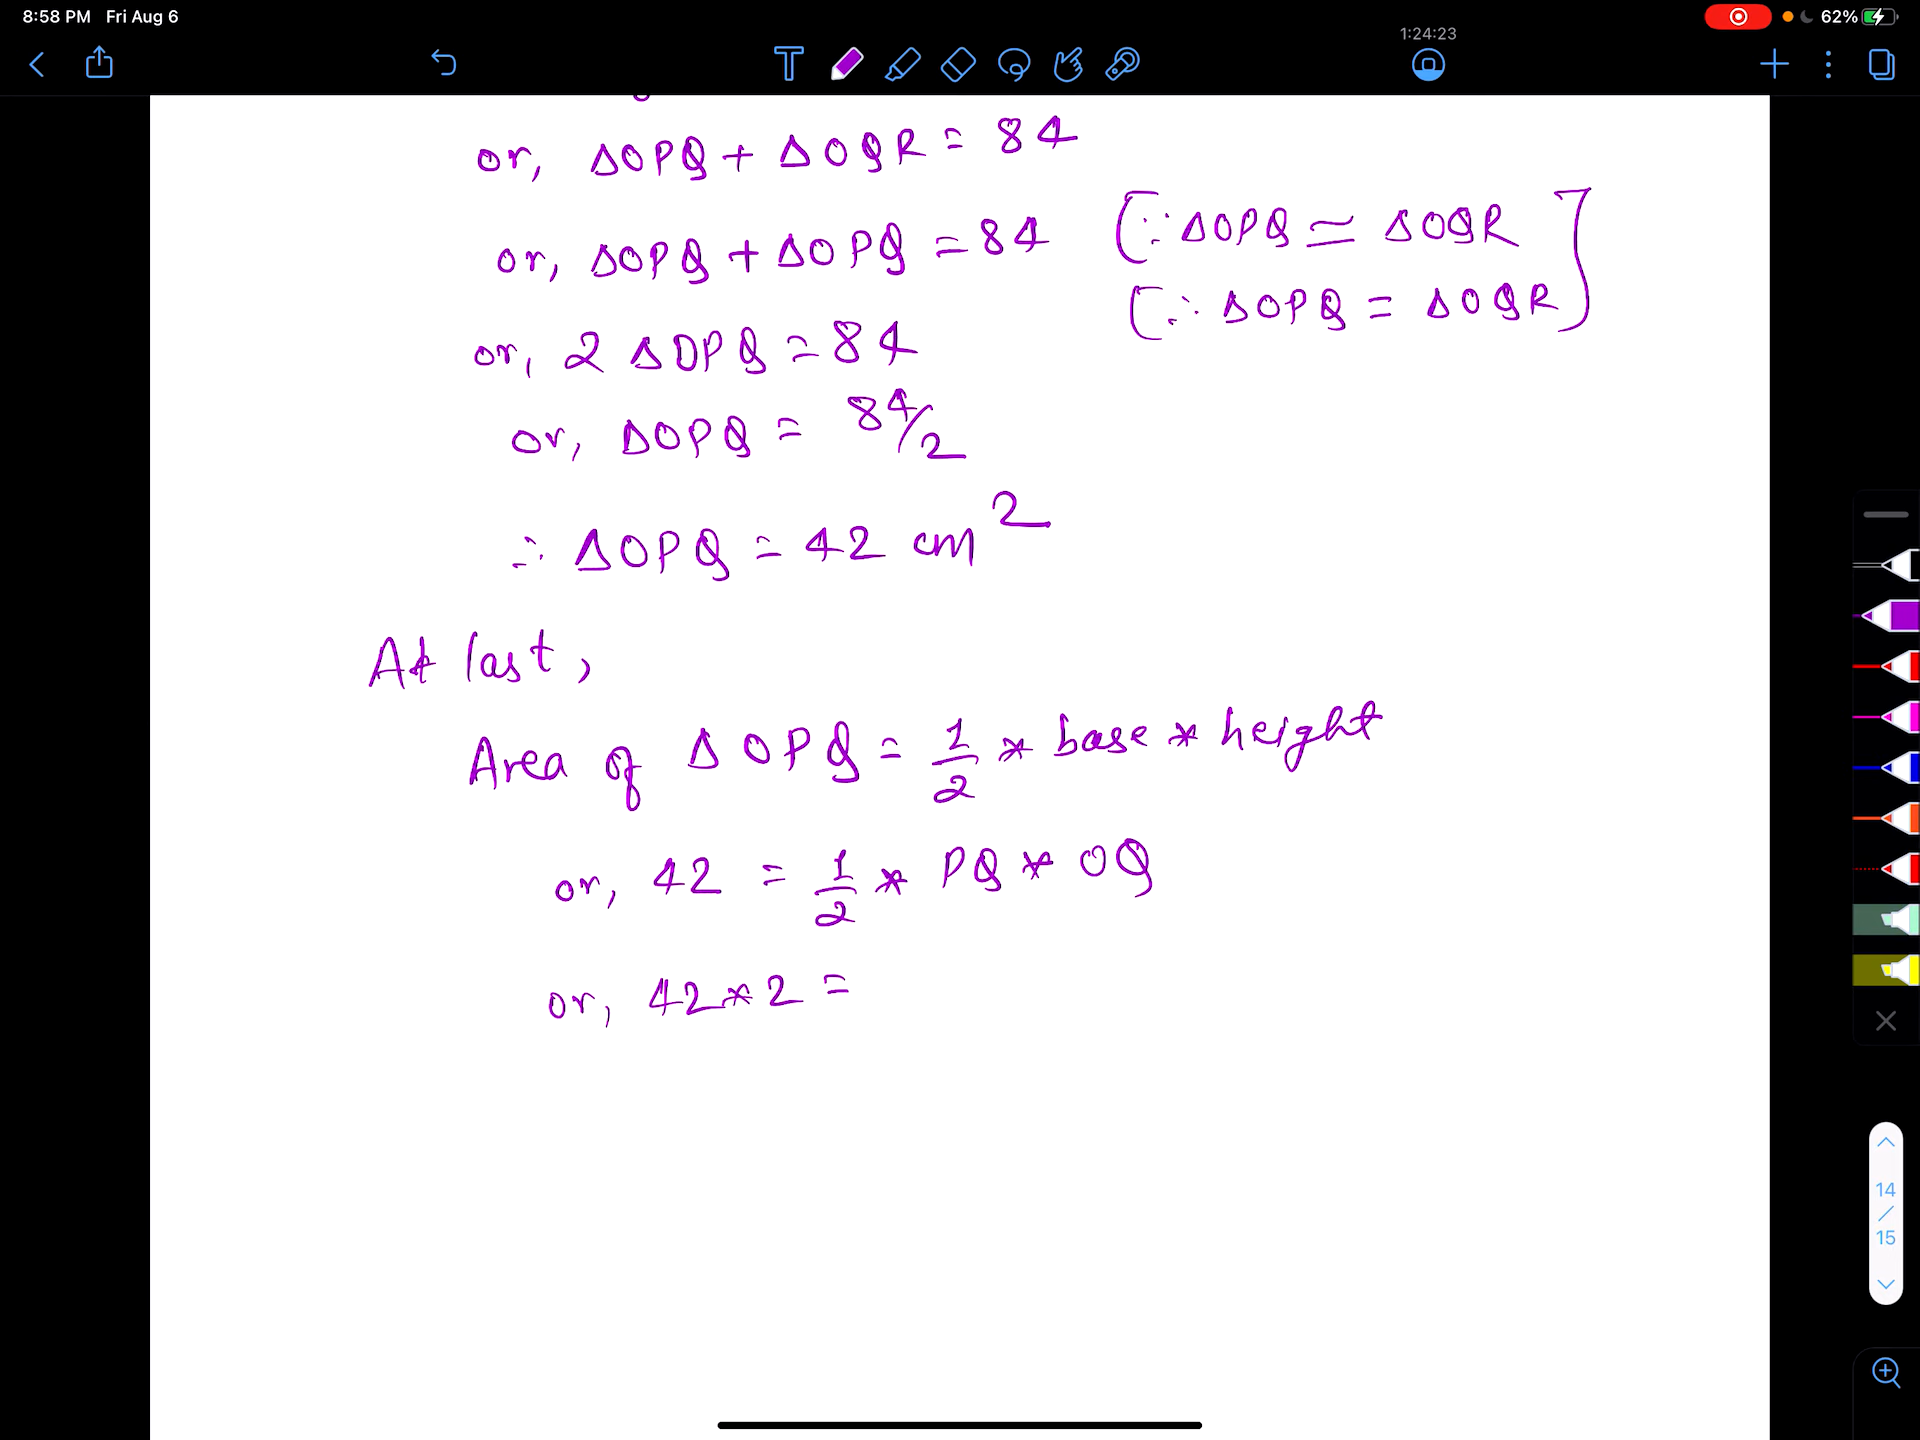 8:58 PM Fri Aug 6
62%
1:24:23
or, ΔOPQ + ΔOQR = 84
or, ΔOPQ + ΔOPQ = 84 [∵ ΔOPQ ≃ ΔOQR
[∴ ΔOPQ = ΔOQR]
or, 2 ΔOPQ = 84
or, ΔOPQ = 84/2
∴ ΔOPQ = 42 cm²
At last,
Area of ΔOPQ = 1/2 * base * height
or, 42 = 1/2 * PQ * OQ
or, 42 * 2 =
14
/
15